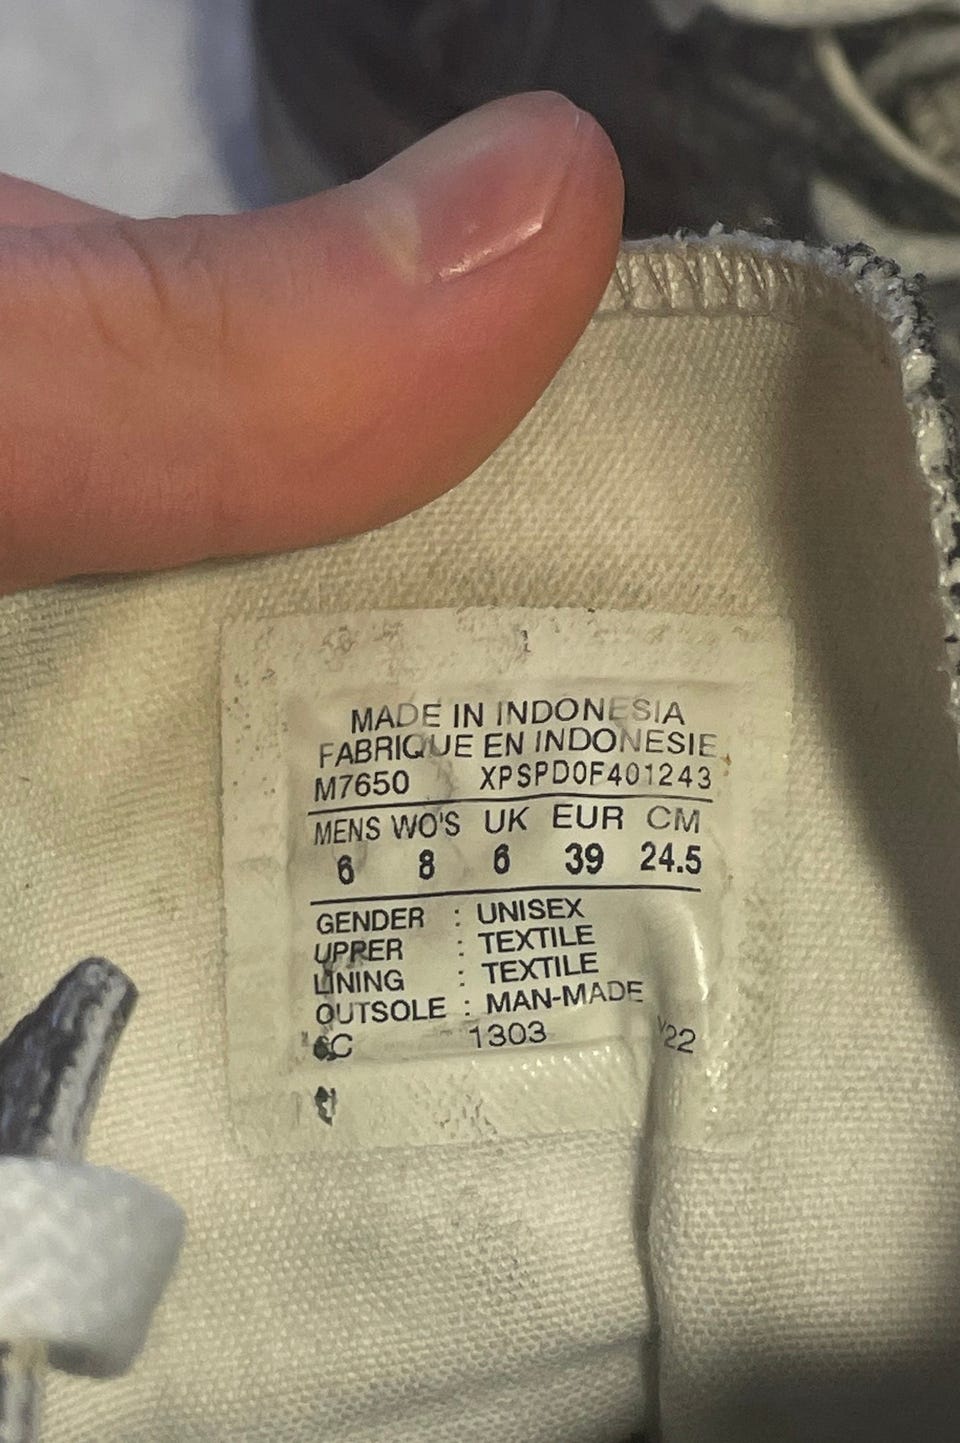 MADE IN INDONESIA
FABRIQUE EN INDONESIE
M7650 XPSPD0F401243
MENS WO'S UK EUR CM
6 8 6 39 24.5
GENDER : UNISEX
UPPER : TEXTILE
LINING : TEXTILE
OUTSOLE : MAN-MADE
1303